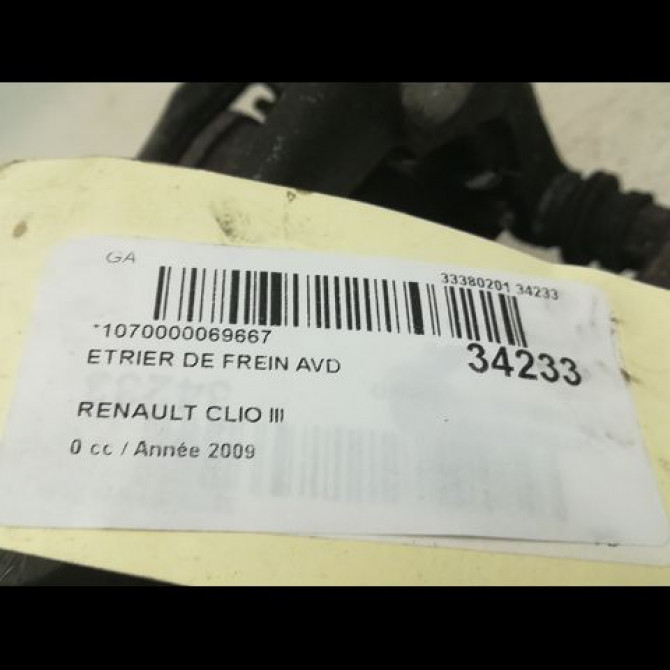 GA
33380201 34233
*1070000069667
34233
ETRIER DE FREIN AVD
RENAULT CLIO III
0 cc / Année 2009